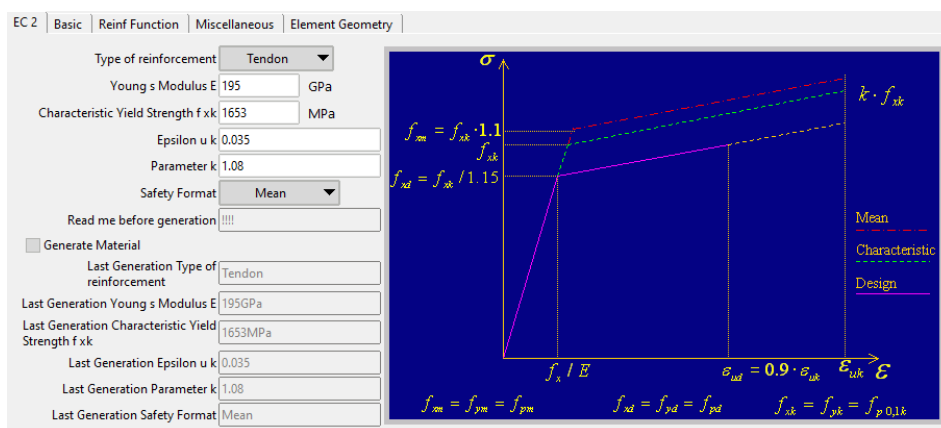 EC 2 Basic Reinf Function Miscellaneous Element Geometry
Type of reinforcement Tendon
Young s Modulus E 195 GPa
Characteristic Yield Strength f xk 1653 MPa
Epsilon u k 0.035
Parameter k 1.08
Safety Format Mean
Read me before generation !!!!
Generate Material
Last Generation Type of
reinforcement Tendon
Last Generation Young s Modulus E 195GPa
Last Generation Characteristic Yield
Strength f xk 1653MPa
Last Generation Epsilon u k 0.035
Last Generation Parameter k 1.08
Last Generation Safety Format Mean
σ
k · f_xk
f_xm = f_xk ·1.1
f_xk
f_xd = f_xk / 1.15
Mean
Characteristic
Design
f_x / E
ε_ud = 0.9 · ε_uk
ε_uk
ε
f_xm = f_ym = f_pm
f_xd = f_yd = f_pd
f_xk = f_yk = f_p 0,1k